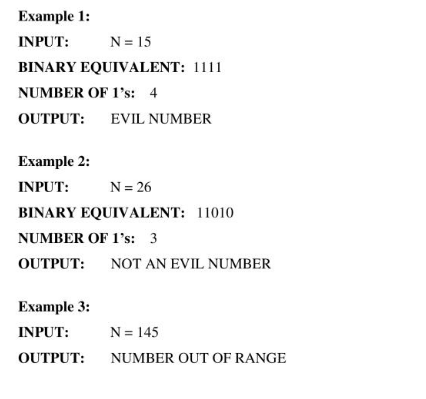 Example 1:
INPUT: N = 15
BINARY EQUIVALENT: 1111
NUMBER OF 1’s: 4
OUTPUT: EVIL NUMBER
Example 2:
INPUT: N = 26
BINARY EQUIVALENT: 11010
NUMBER OF 1’s: 3
OUTPUT: NOT AN EVIL NUMBER
Example 3:
INPUT: N = 145
OUTPUT: NUMBER OUT OF RANGE